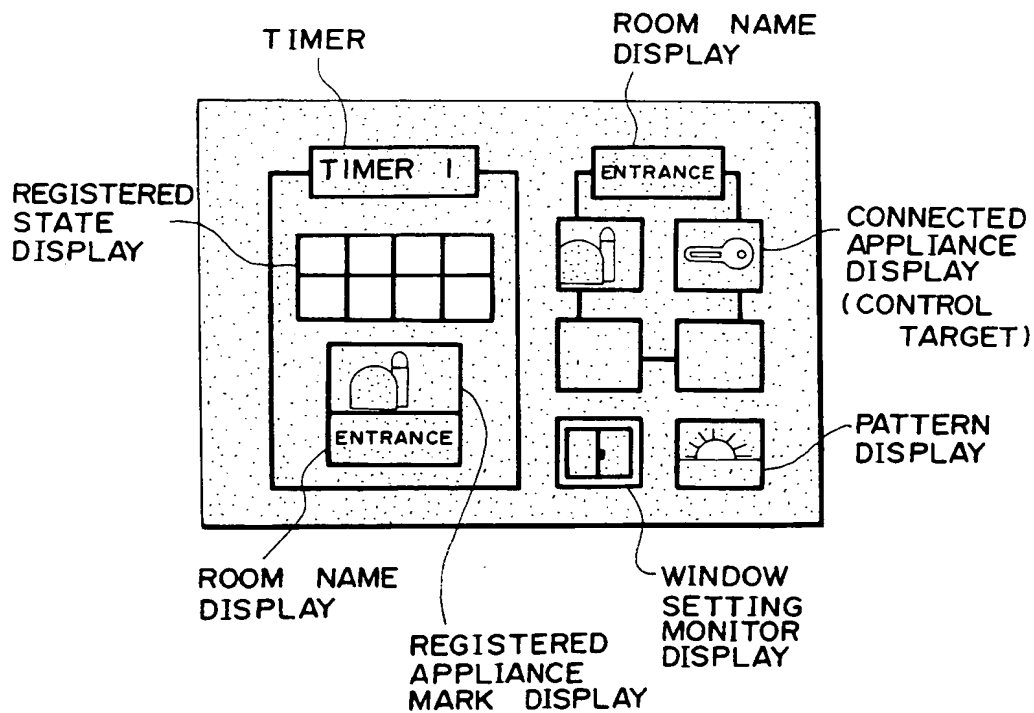 TIMER
ROOM NAME
DISPLAY
TIMER 1
ENTRANCE
REGISTERED
STATE
DISPLAY
CONNECTED
APPLIANCE
DISPLAY
(CONTROL
TARGET)
ENTRANCE
PATTERN
DISPLAY
ROOM NAME
DISPLAY
WINDOW
SETTING
MONITOR
DISPLAY
REGISTERED
APPLIANCE
MARK DISPLAY